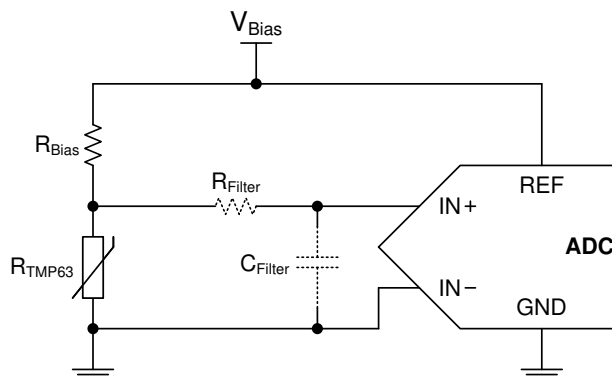 VBias
RBias
RFilter
REF
IN+
ADC
RTMP63
CFilter
IN−
GND